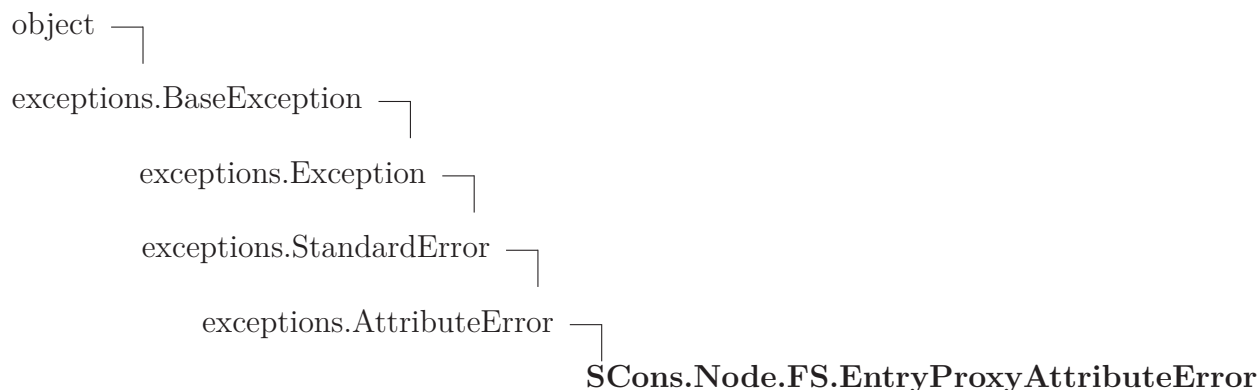 object
exceptions.BaseException
exceptions.Exception
exceptions.StandardError
exceptions.AttributeError
SCons.Node.FS.EntryProxyAttributeError